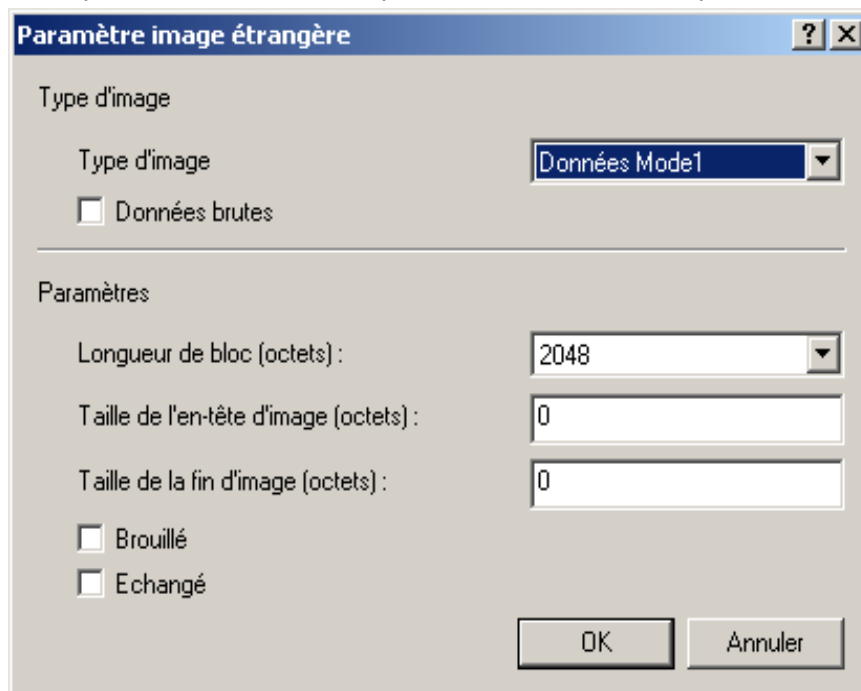 Paramètre image étrangère
Type d'image
Type d'image Données Mode1
Données brutes
Paramètres
Longueur de bloc (octets) : 2048
Taille de l'en-tête d'image (octets) : 0
Taille de la fin d'image (octets) : 0
Brouillé
Echangé
OK Annuler